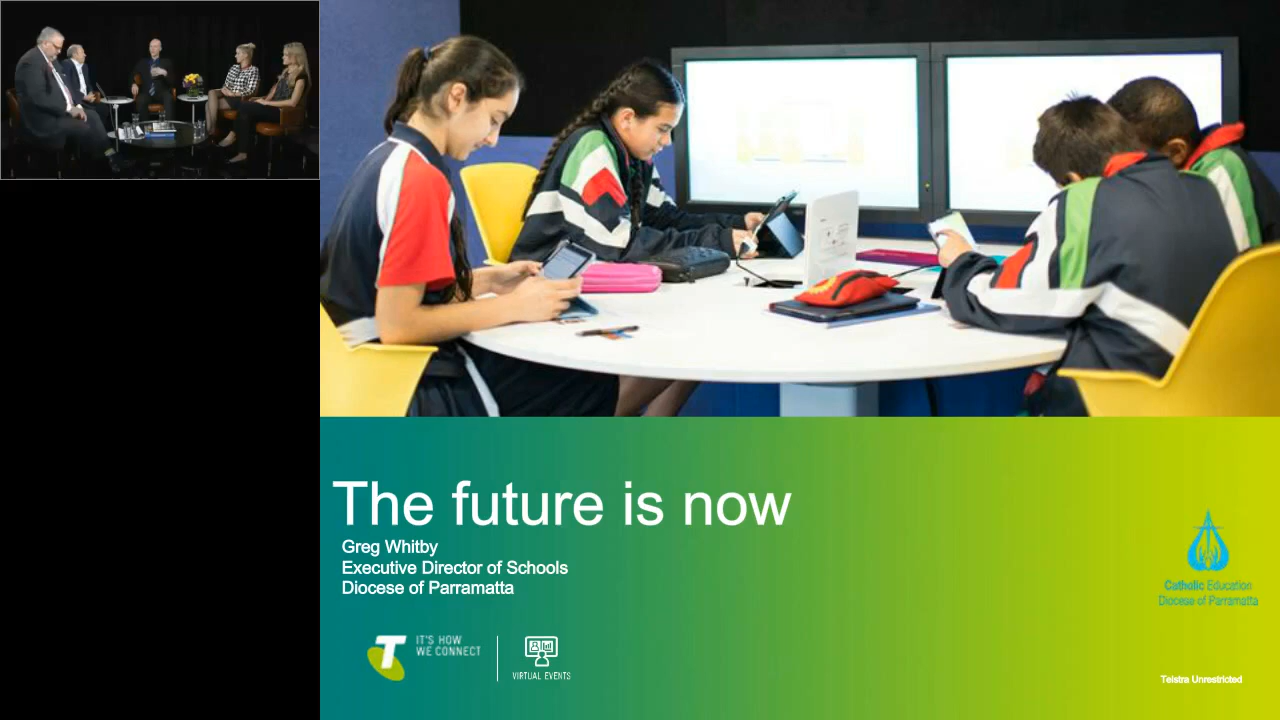 The future is now
Greg Whitby
Executive Director of Schools
Diocese of Parramatta
IT'S HOW
WE CONNECT
VIRTUAL EVENTS
Catholic Education
Diocese of Parramatta
Telstra Unrestricted